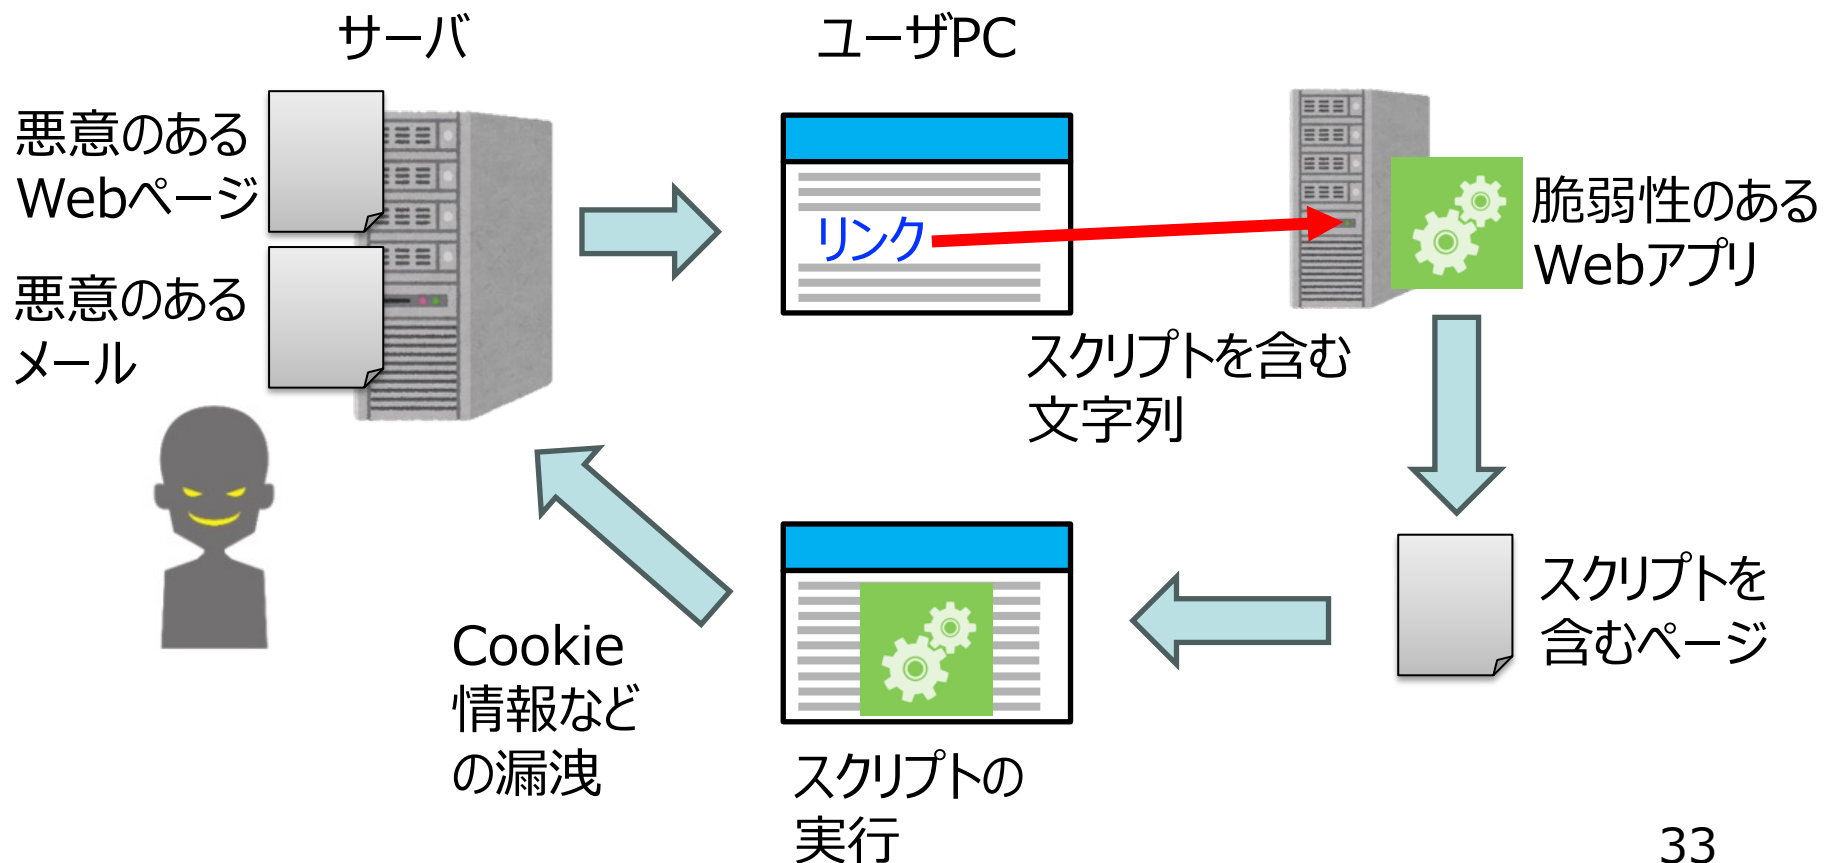 サーバ
ユーザPC
悪意のある
Webページ
悪意のある
メール
リンク
脆弱性のある
Webアプリ
スクリプトを含む
文字列
スクリプトを
含むページ
Cookie
情報など
の漏洩
スクリプトの
実行
33